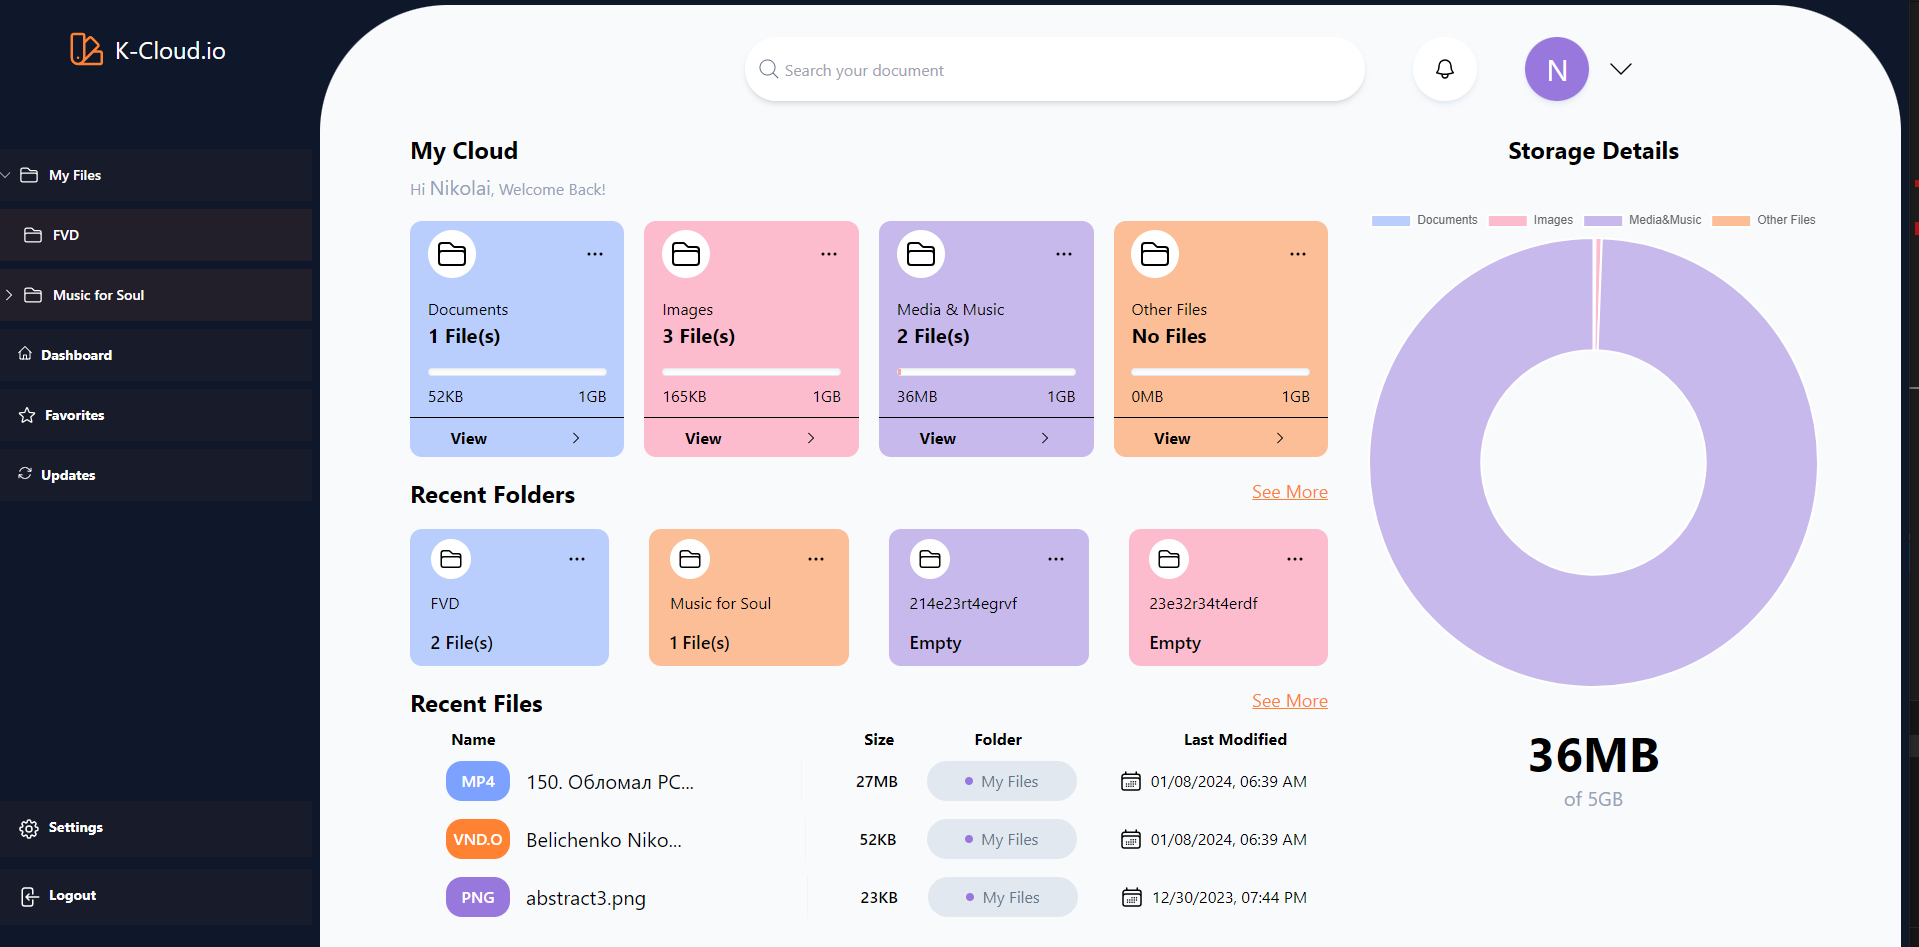 K-Cloud.io
My Files
FVD
Music for Soul
Dashboard
Favorites
Updates
Settings
Logout
Search your document
N
My Cloud
Hi Nikolai, Welcome Back!
Documents
1 File(s)
52KB 1GB
View
Images
3 File(s)
165KB 1GB
View
Media & Music
2 File(s)
36MB 1GB
View
Other Files
No Files
0MB 1GB
View
Recent Folders See More
FVD
2 File(s)
Music for Soul
1 File(s)
214e23rt4egrvf
Empty
23e32r34t4erdf
Empty
Recent Files See More
Name Size Folder Last Modified
MP4 150. Обломал РС... 27MB My Files 01/08/2024, 06:39 AM
VND.O Belichenko Niko... 52KB My Files 01/08/2024, 06:39 AM
PNG abstract3.png 23KB My Files 12/30/2023, 07:44 PM
Storage Details
Documents Images Media&Music Other Files
36MB
of 5GB